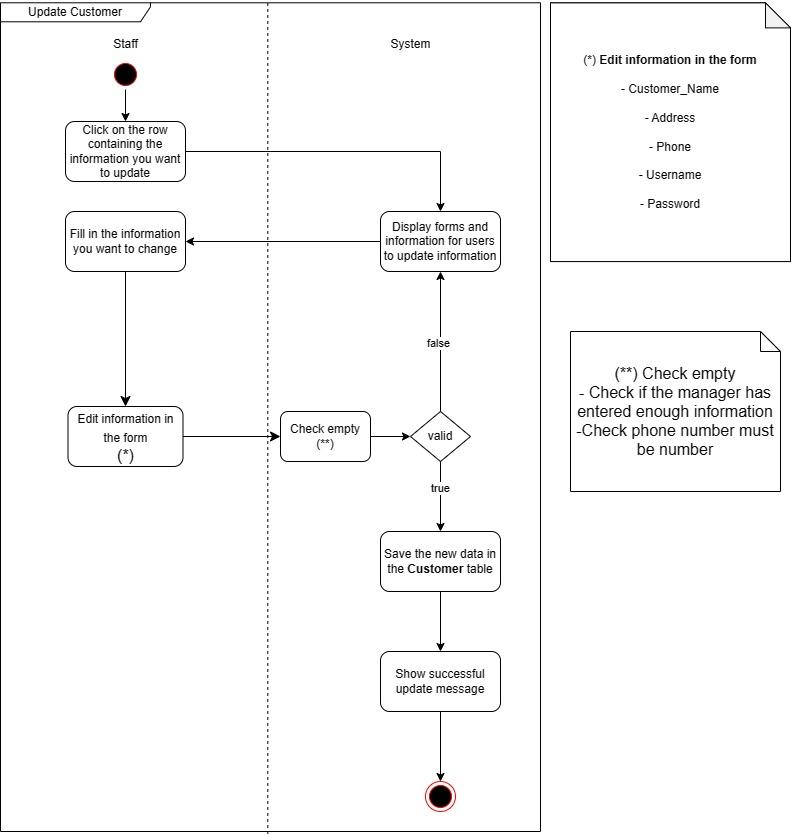 Update Customer
Staff
System
Click on the row
containing the
information you want
to update
Fill in the information
you want to change
Display forms and
information for users
to update information
false
Edit information in
the form
(*)
Check empty
(**)
valid
true
Save the new data in
the Customer table
Show successful
update message
(*) Edit information in the form
- Customer_Name
- Address
- Phone
- Username
- Password
(**) Check empty
- Check if the manager has
entered enough information
-Check phone number must
be number